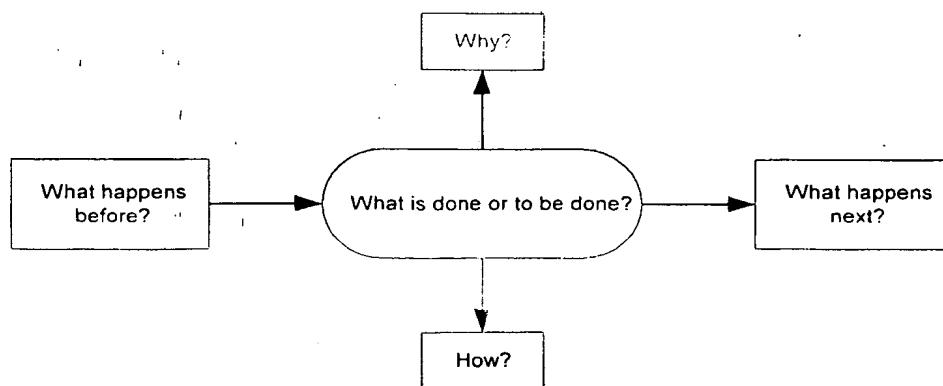 Why?
What happens
before?
What is done or to be done?
What happens
next?
How?